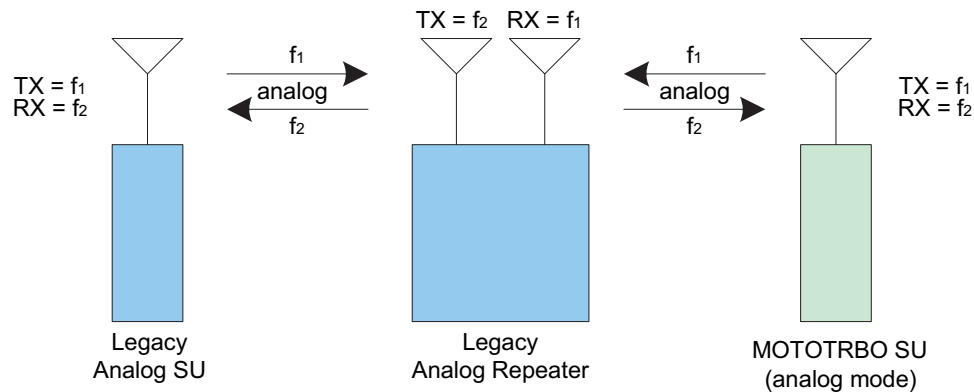 TX = f₂ RX = f₁
TX = f₁
RX = f₂
f₁
analog
f₂
f₁
analog
f₂
TX = f₁
RX = f₂
Legacy
Analog SU
Legacy
Analog Repeater
MOTOTRBO SU
(analog mode)